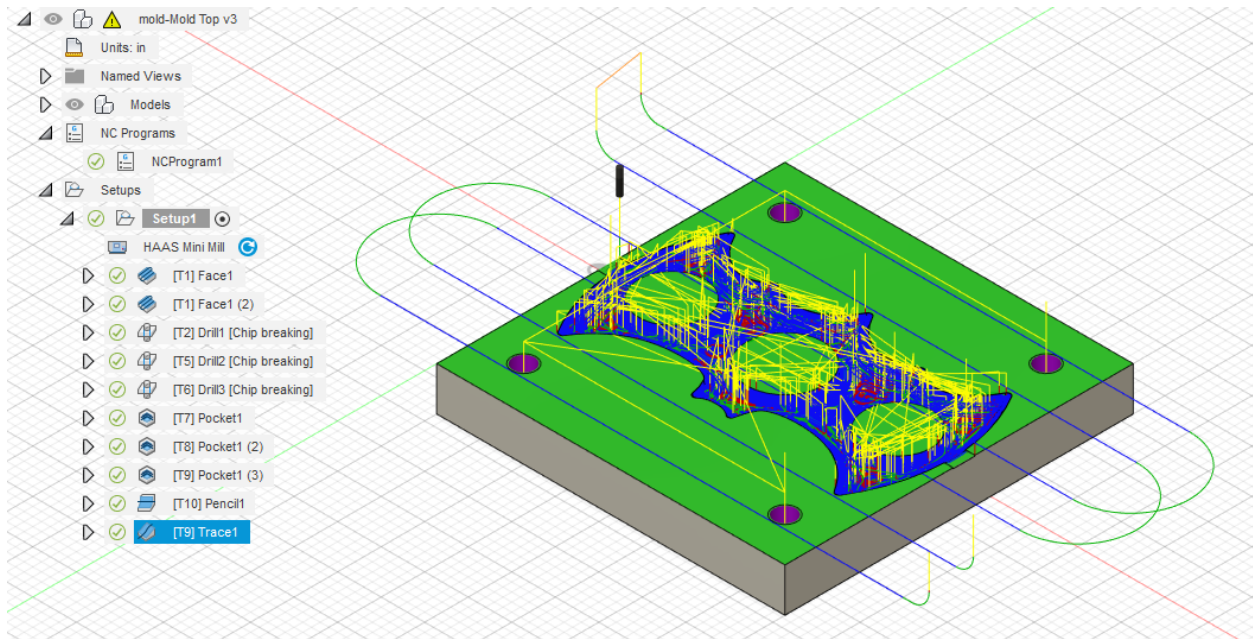 mold-Mold Top v3
Units: in
Named Views
Models
NC Programs
NCProgram1
Setups
Setup1
HAAS Mini Mill
[T1] Face1
[T1] Face1 (2)
[T2] Drill1 [Chip breaking]
[T5] Drill2 [Chip breaking]
[T6] Drill3 [Chip breaking]
[T7] Pocket1
[T8] Pocket1 (2)
[T9] Pocket1 (3)
[T10] Pencil1
[T9] Trace1